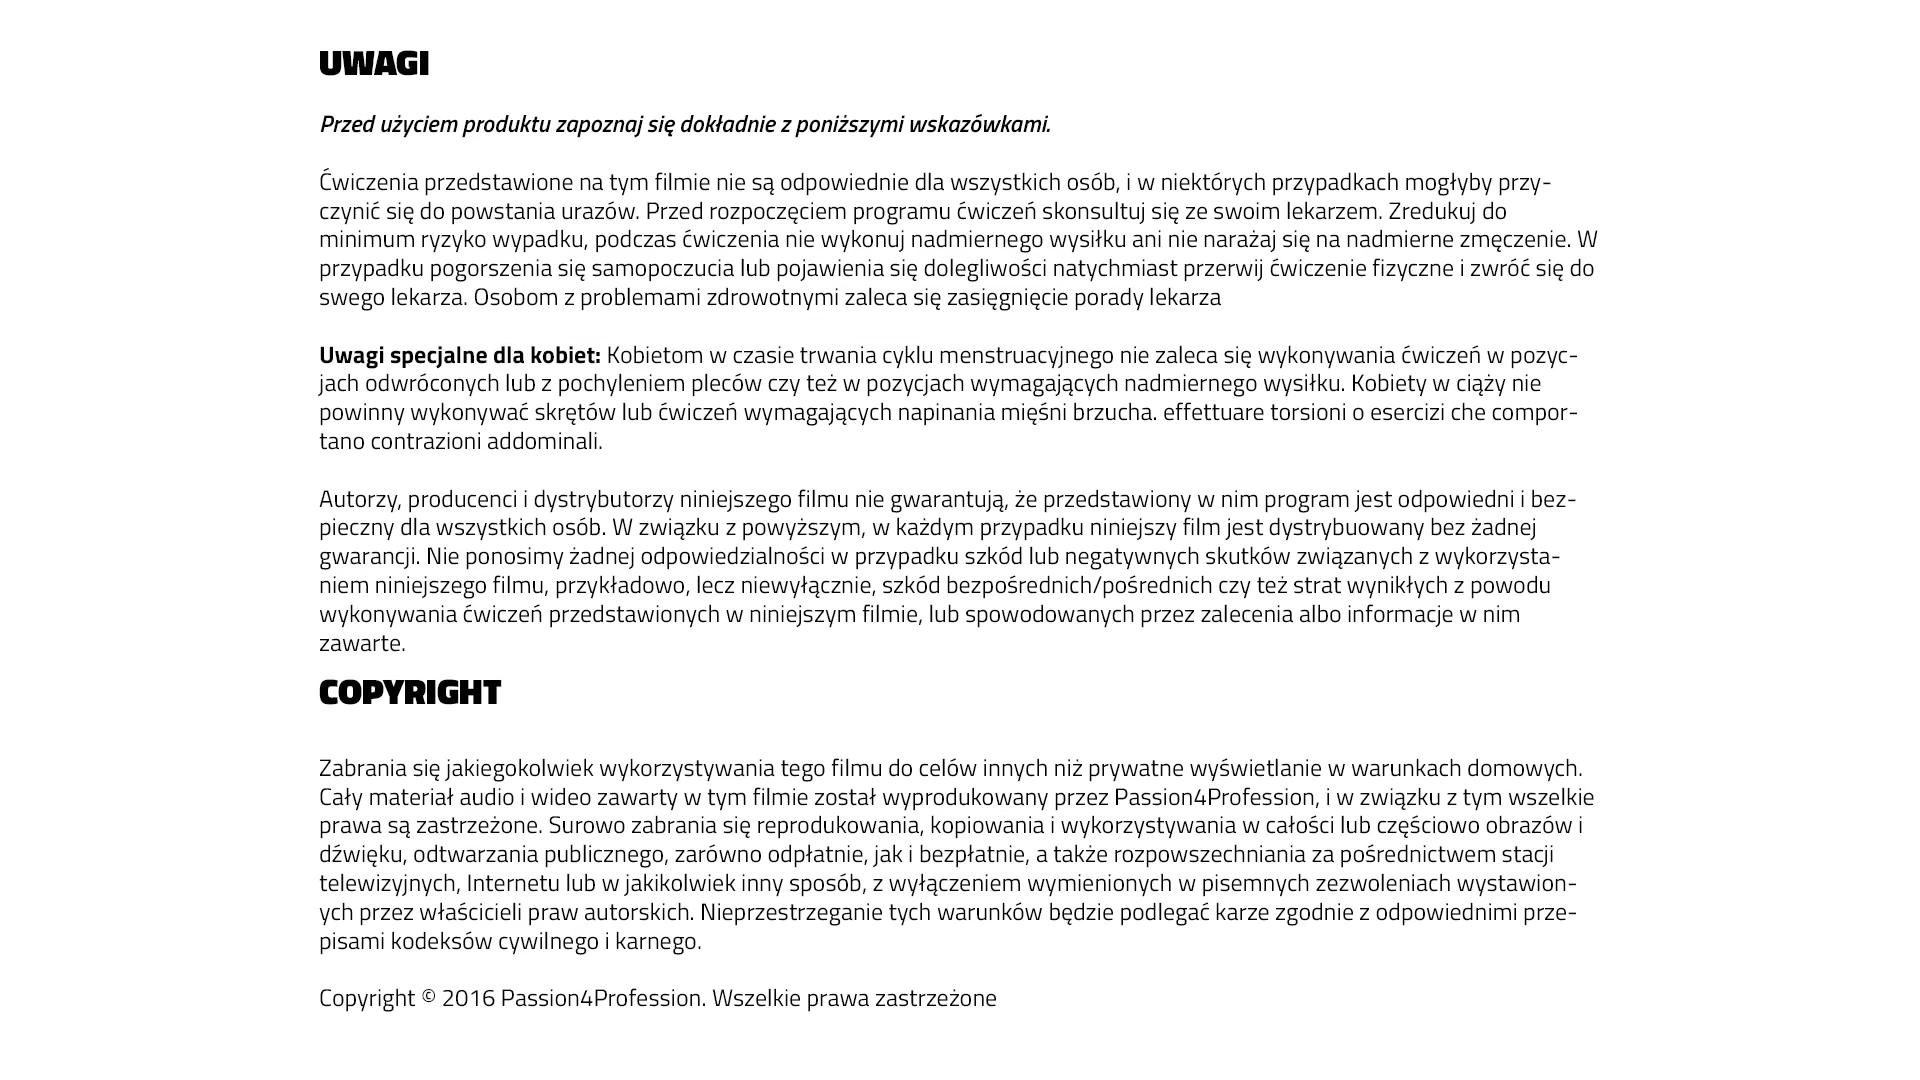 UWAGI
Przed użyciem produktu zapoznaj się dokładnie z poniższymi wskazówkami.
Ćwiczenia przedstawione na tym filmie nie są odpowiednie dla wszystkich osób, i w niektórych przypadkach mogłyby przy-
czynić się do powstania urazów. Przed rozpoczęciem programu ćwiczeń skonsultuj się ze swoim lekarzem. Zredukuj do
minimum ryzyko wypadku, podczas ćwiczenia nie wykonuj nadmiernego wysiłku ani nie narażaj się na nadmierne zmęczenie. W
przypadku pogorszenia się samopoczucia lub pojawienia się dolegliwości natychmiast przerwij ćwiczenie fizyczne i zwróć się do
swego lekarza. Osobom z problemami zdrowotnymi zaleca się zasięgnięcie porady lekarza
Uwagi specjalne dla kobiet: Kobietom w czasie trwania cyklu menstruacyjnego nie zaleca się wykonywania ćwiczeń w pozyc-
jach odwróconych lub z pochyleniem pleców czy też w pozycjach wymagających nadmiernego wysiłku. Kobiety w ciąży nie
powinny wykonywać skrętów lub ćwiczeń wymagających napinania mięśni brzucha. effettuare torsioni o esercizi che compor-
tano contrazioni addominali.
Autorzy, producenci i dystrybutorzy niniejszego filmu nie gwarantują, że przedstawiony w nim program jest odpowiedni i bez-
pieczny dla wszystkich osób. W związku z powyższym, w każdym przypadku niniejszy film jest dystrybuowany bez żadnej
gwarancji. Nie ponosimy żadnej odpowiedzialności w przypadku szkód lub negatywnych skutków związanych z wykorzysta-
niem niniejszego filmu, przykładowo, lecz niewyłącznie, szkód bezpośrednich/pośrednich czy też strat wynikłych z powodu
wykonywania ćwiczeń przedstawionych w niniejszym filmie, lub spowodowanych przez zalecenia albo informacje w nim
zawarte.
COPYRIGHT
Zabrania się jakiegokolwiek wykorzystywania tego filmu do celów innych niż prywatne wyświetlanie w warunkach domowych.
Cały materiał audio i wideo zawarty w tym filmie został wyprodukowany przez Passion4Profession, i w związku z tym wszelkie
prawa są zastrzeżone. Surowo zabrania się reprodukowania, kopiowania i wykorzystywania w całości lub częściowo obrazów i
dźwięku, odtwarzania publicznego, zarówno odpłatnie, jak i bezpłatnie, a także rozpowszechniania za pośrednictwem stacji
telewizyjnych, Internetu lub w jakikolwiek inny sposób, z wyłączeniem wymienionych w pisemnych zezwoleniach wystawion-
ych przez właścicieli praw autorskich. Nieprzestrzeganie tych warunków będzie podlegać karze zgodnie z odpowiednimi prze-
pisami kodeksów cywilnego i karnego.
Copyright © 2016 Passion4Profession. Wszelkie prawa zastrzeżone